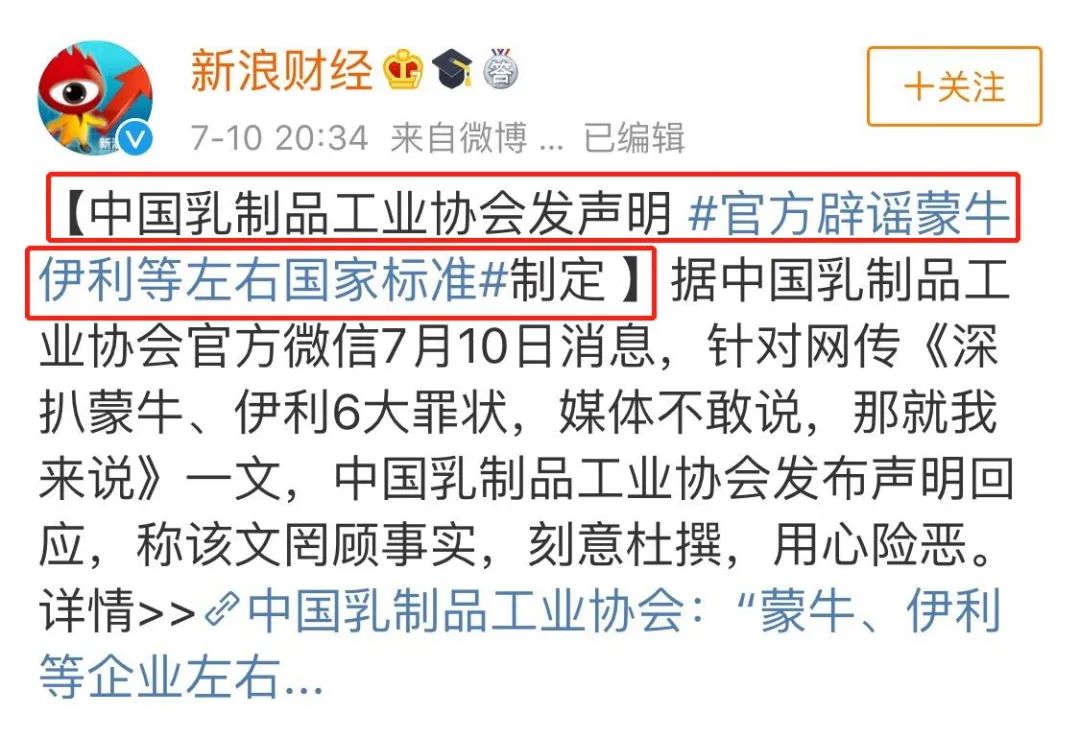 新浪财经
答
7-10 20:34 来自微博 ... 已编辑
十关注
【中国乳制品工业协会发声明 #官方辟谣蒙牛
伊利等左右国家标准#制定 】据中国乳制品工
业协会官方微信7月10日消息，针对网传《深
扒蒙牛、伊利6大罪状，媒体不敢说，那就我
来说》一文，中国乳制品工业协会发布声明回
应，称该文罔顾事实，刻意杜撰，用心险恶。
详情>>中国乳制品工业协会：“蒙牛、伊利
等企业左右...